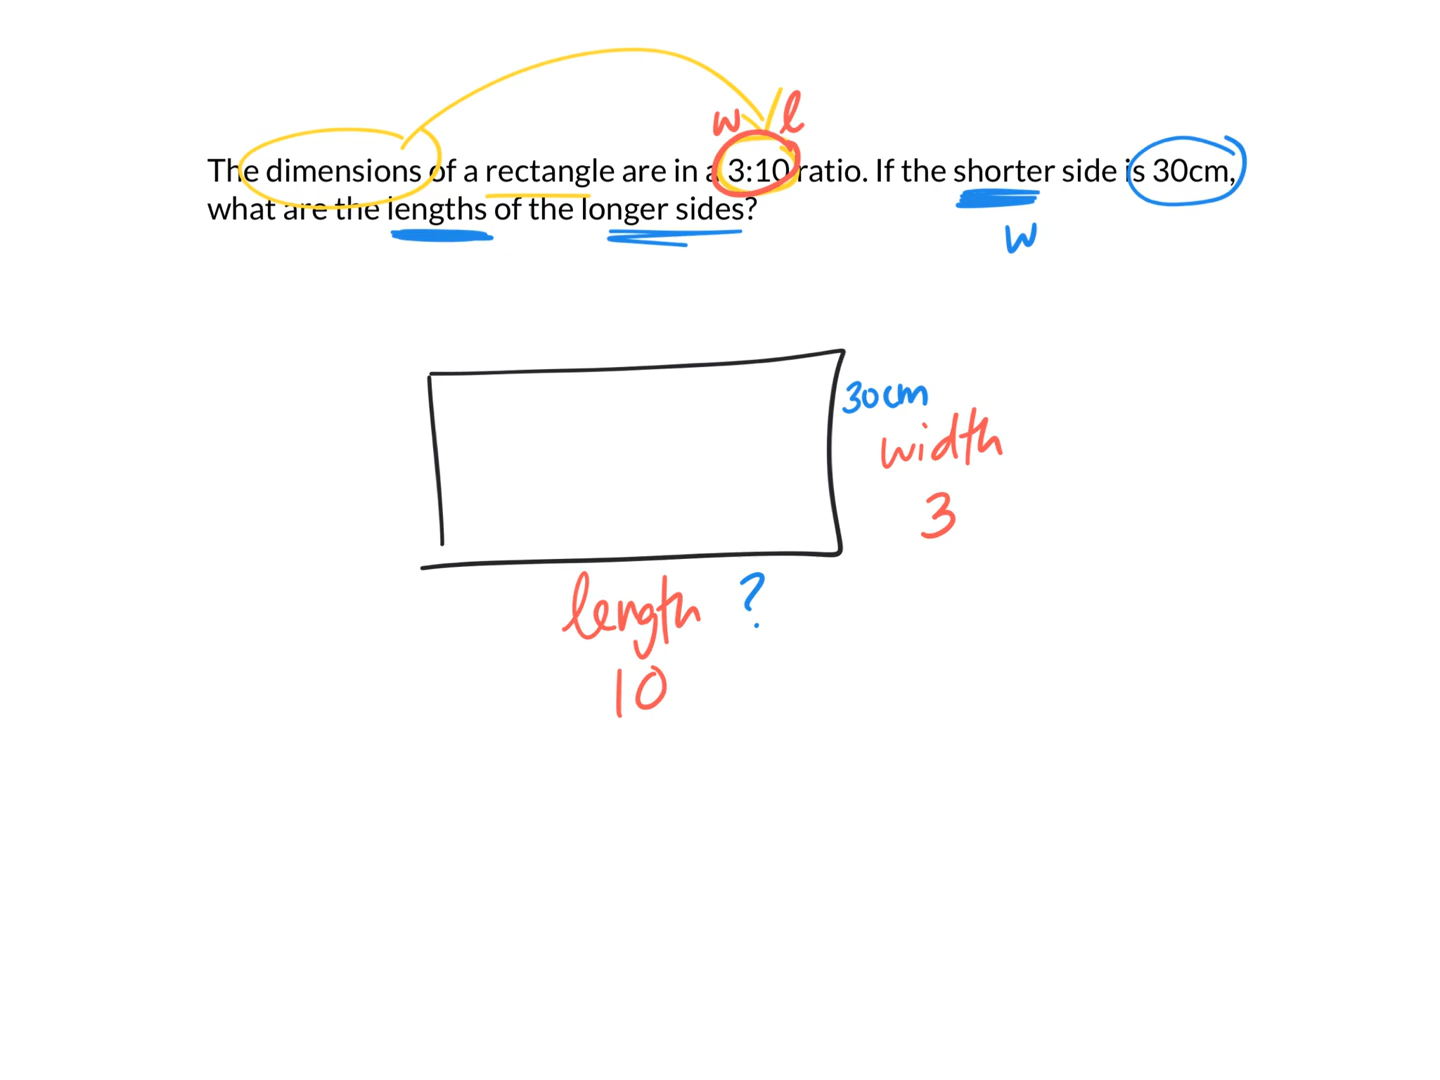 w l
The dimensions of a rectangle are in a 3:10 ratio. If the shorter side is 30cm,
what are the lengths of the longer sides?
w
30cm
width
3
length ?
10